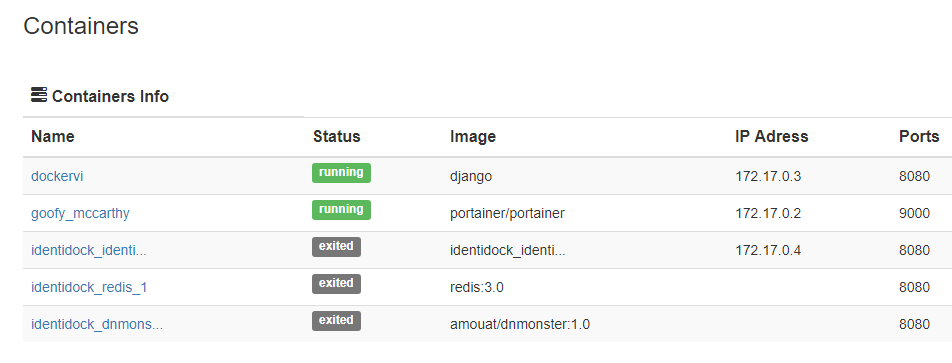 Containers
Containers Info
Name Status Image IP Adress Ports
dockervi running django 172.17.0.3 8080
goofy_mccarthy running portainer/portainer 172.17.0.2 9000
identidock_identi... exited identidock_identi... 172.17.0.4 8080
identidock_redis_1 exited redis:3.0 8080
identidock_dnmons... exited amouat/dnmonster:1.0 8080